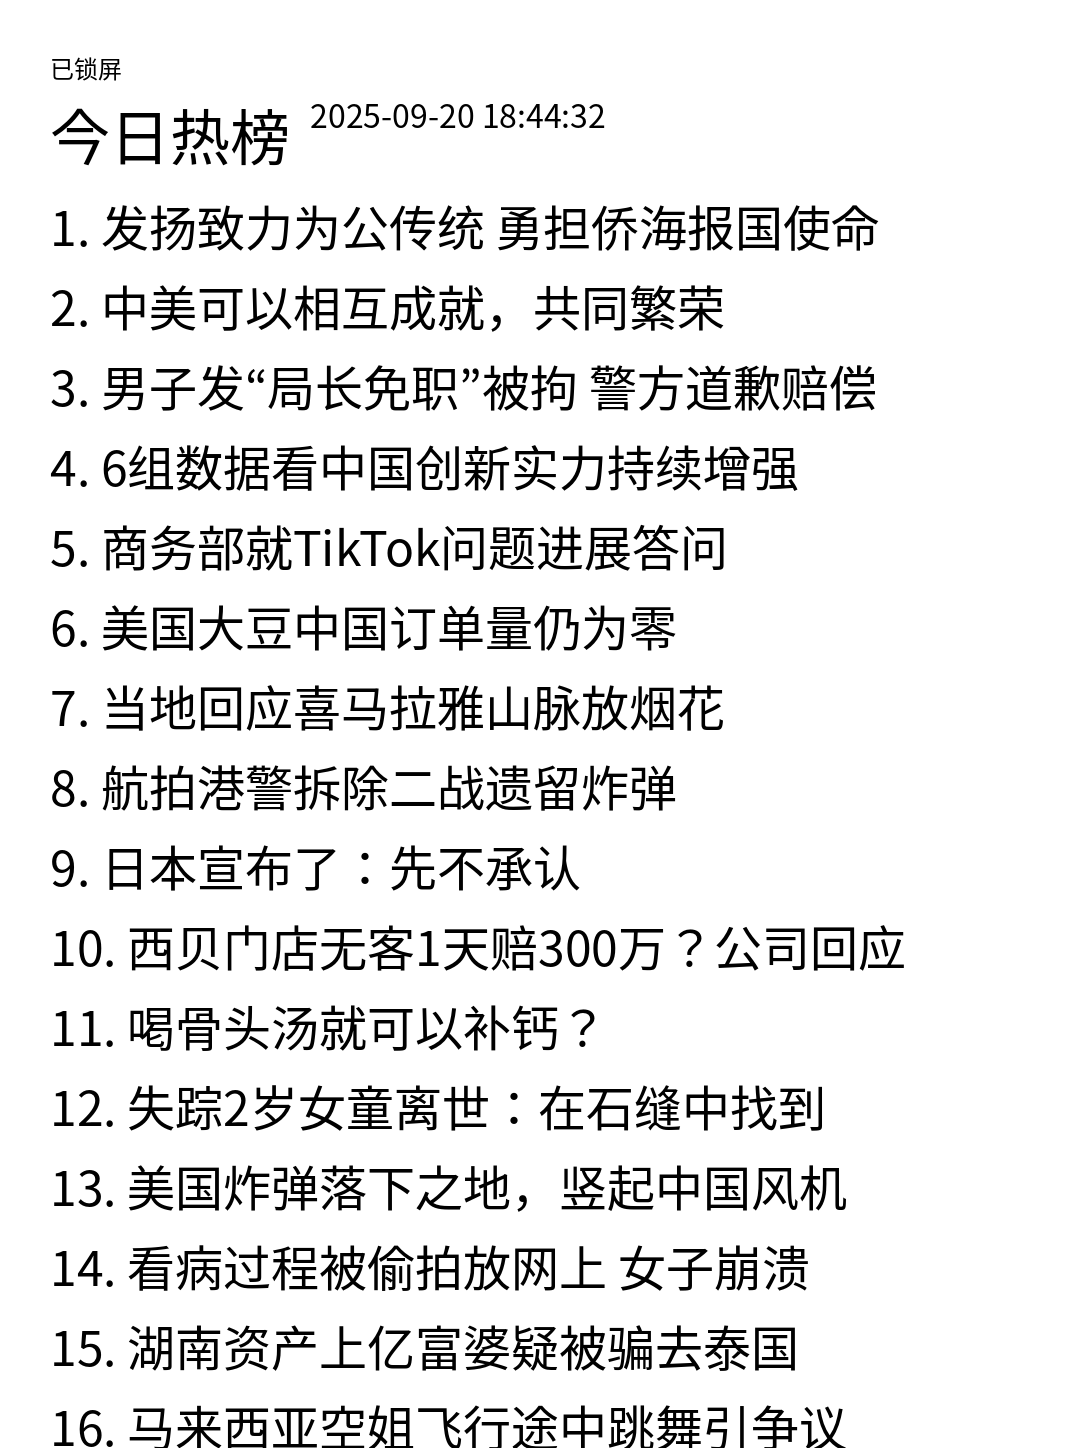 已锁屏
今日热榜 2025-09-20 18:44:32
1. 发扬致力为公传统 勇担侨海报国使命
2. 中美可以相互成就，共同繁荣
3. 男子发“局长免职”被拘 警方道歉赔偿
4. 6组数据看中国创新实力持续增强
5. 商务部就TikTok问题进展答问
6. 美国大豆中国订单量仍为零
7. 当地回应喜马拉雅山脉放烟花
8. 航拍港警拆除二战遗留炸弹
9. 日本宣布了：先不承认
10. 西贝门店无客1天赔300万？公司回应
11. 喝骨头汤就可以补钙？
12. 失踪2岁女童离世：在石缝中找到
13. 美国炸弹落下之地，竖起中国风机
14. 看病过程被偷拍放网上 女子崩溃
15. 湖南资产上亿富婆疑被骗去泰国
16. 马来西亚空姐飞行途中跳舞引争议